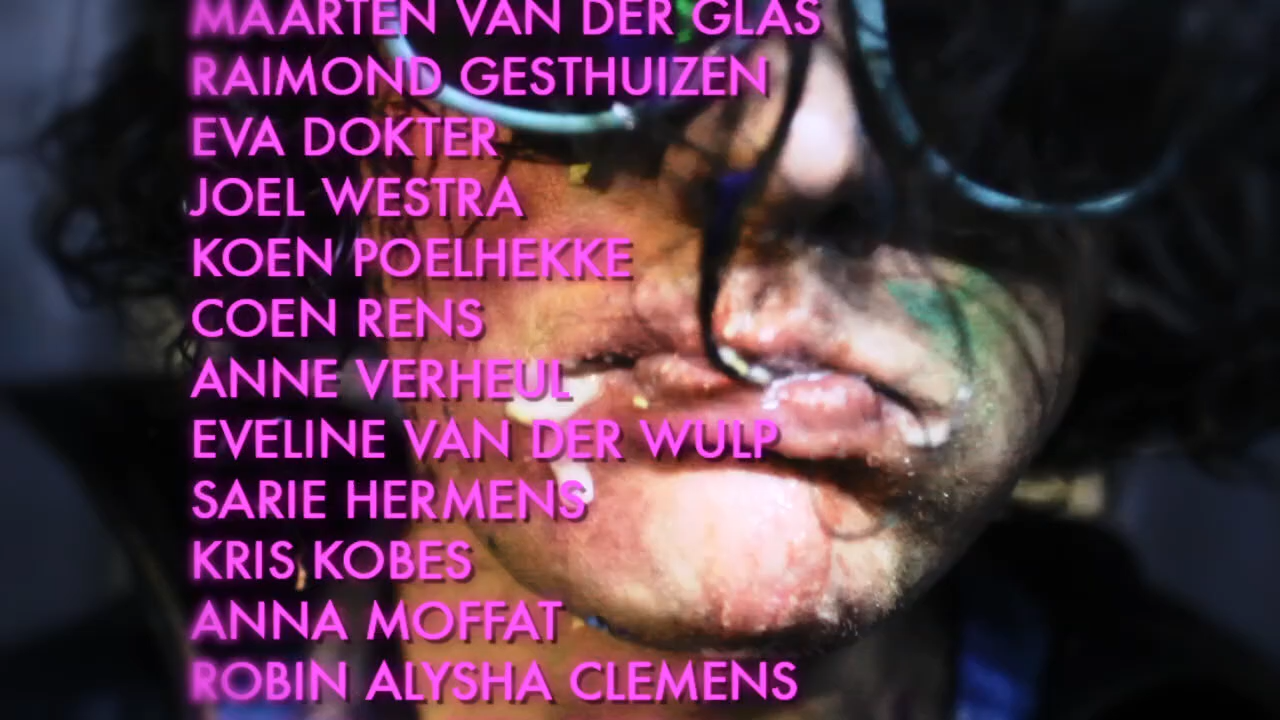 MAARTEN VAN DER GLAS
RAIMOND GESTHUIZEN
EVA DOKTER
JOEL WESTRA
KOEN POELHEKKE
COEN RENS
ANNE VERHEUL
EVELINE VAN DER WULP
SARIE HERMENS
KRIS KOBES
ANNA MOFFAT
ROBIN ALYSHA CLEMENS